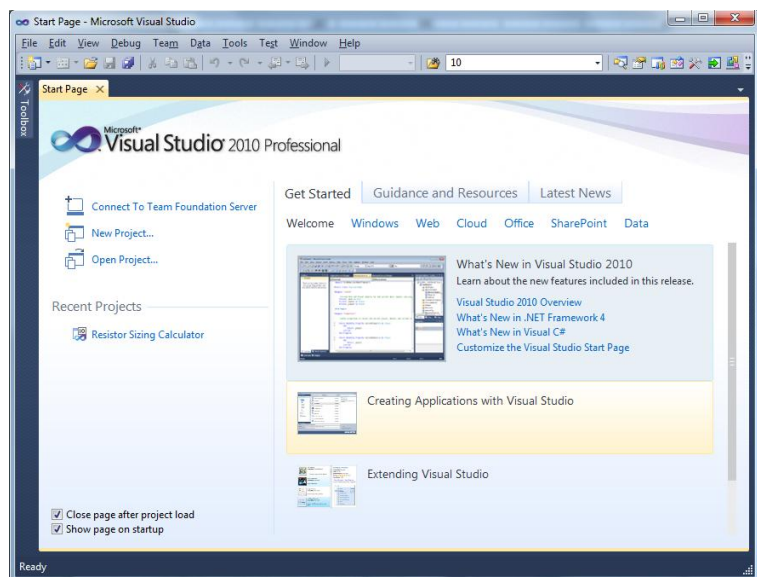 Start Page - Microsoft Visual Studio
File Edit View Debug Team Data Tools Test Window Help
10
Toolbox
Start Page
Microsoft
Visual Studio 2010 Professional
Connect To Team Foundation Server
New Project...
Open Project...
Recent Projects
Resistor Sizing Calculator
Close page after project load
Show page on startup
Get Started Guidance and Resources Latest News
Welcome Windows Web Cloud Office SharePoint Data
What's New in Visual Studio 2010
Learn about the new features included in this release.
Visual Studio 2010 Overview
What's New in .NET Framework 4
What's New in Visual C#
Customize the Visual Studio Start Page
Creating Applications with Visual Studio
Extending Visual Studio
Ready